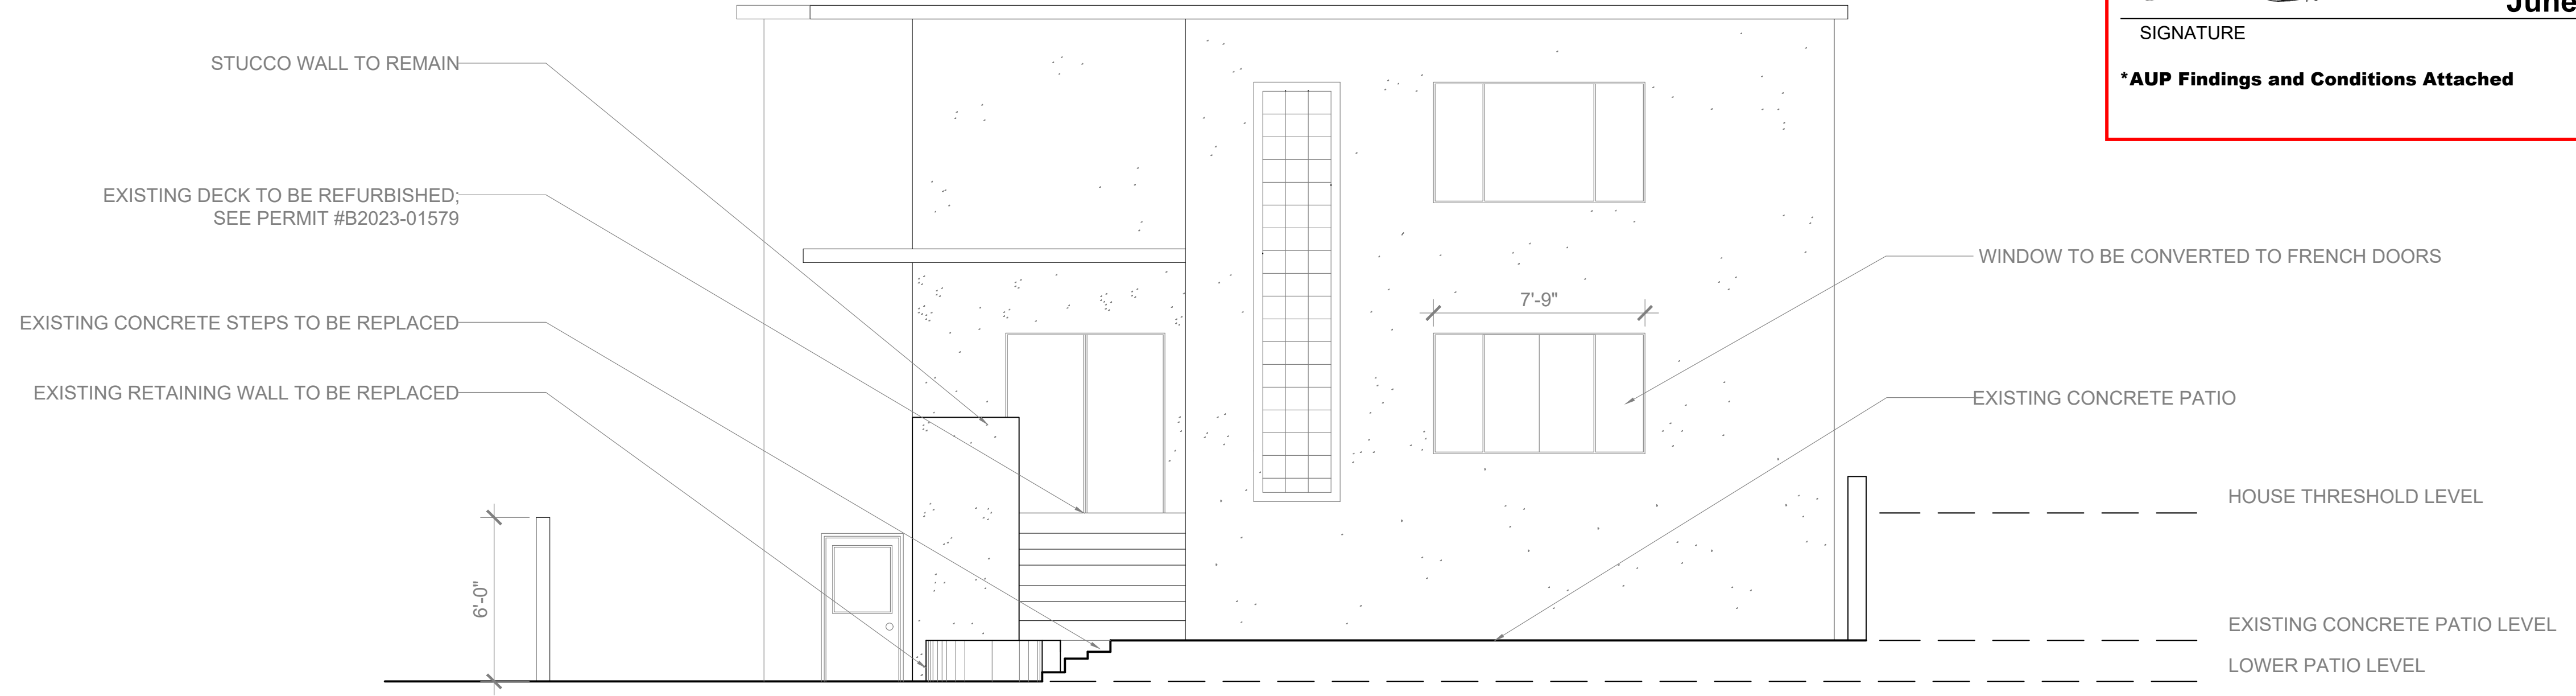 June
SIGNATURE
*AUP Findings and Conditions Attached
STUCCO WALL TO REMAIN
EXISTING DECK TO BE REFURBISHED;
SEE PERMIT #B2023-01579
EXISTING CONCRETE STEPS TO BE REPLACED
EXISTING RETAINING WALL TO BE REPLACED
6'-0"
7'-9"
WINDOW TO BE CONVERTED TO FRENCH DOORS
EXISTING CONCRETE PATIO
HOUSE THRESHOLD LEVEL
EXISTING CONCRETE PATIO LEVEL
LOWER PATIO LEVEL